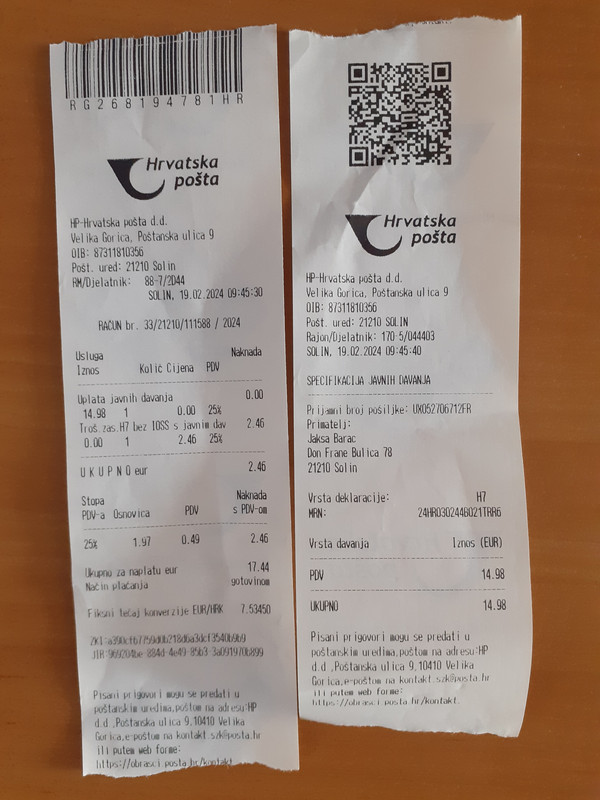 RG268194781HR
Hrvatska
pošta
HP-Hrvatska pošta d.d.
Velika Gorica, Poštanska ulica 9
OIB: 87311810356
Pošt. ured: 21210 Solin
RM/Djelatnik: 88-7/2D44
SOLIN, 19.02.2024 09:45:30
RAČUN br. 33/21210/111588 / 2024
Usluga Naknada
Iznos Količ Cijena PDV
Uplata javnih davanja 0.00
14.98 1 0.00 25%
Troš.zas.H7 bez IOSS s javnim dav 2.46
0.00 1 2.46 25%
U K U P N O eur 2.46
Stopa Naknada
PDV-a Osnovica PDV s PDV-om
25% 1.97 0.49 2.46
Ukupno za naplatu eur 17.44
Način plaćanja gotovinom
Fiksni tečaj konverzije EUR/HRK 7.53450
Pisani prigovori mogu se predati u
poštanskim uredima,poštom na adresu:HP
d.d.,Poštanska ulica 9,10410 Velika
Gorica,e-poštom na kontakt.szk@posta.hr
ili putem web forme:
https://obrasci.posta.hr/kontakt.
Hrvatska
pošta
HP-Hrvatska pošta d.d.
Velika Gorica, Poštanska ulica 9
OIB: 87311810356
Pošt. ured: 21210 SOLIN
Rajon/Djelatnik: 170-5/044403
SOLIN, 19.02.2024 09:45:40
SPECIFIKACIJA JAVNIH DAVANJA
Prijamni broj pošiljke: UX052706712FR
Primatelj:
Jaksa Barac
Don Frane Bulica 78
21210 Solin
Vrsta deklaracije: H7
MRN: 24HR030244B021TRR6
Vrsta davanja Iznos (EUR)
PDV 14.98
UKUPNO 14.98
Pisani prigovori mogu se predati u
poštanskim uredima,poštom na adresu:HP
d.d.,Poštanska ulica 9,10410 Velika
Gorica,e-poštom na kontakt.szk@posta.hr
ili putem web forme:
https://obrasci.posta.hr/kontakt.